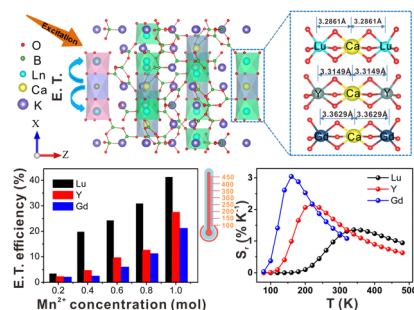 Excitation
O
B
Ln
Ca
K
E. T.
X
Z
3.2861Å 3.2861Å
Lu Ca Lu
3.3149Å 3.3149Å
Y Ca Y
3.3629Å 3.3629Å
Gd Ca Gd
E.T. efficiency (%)
40
30
20
10
0
Lu
Y
Gd
0.2 0.4 0.6 0.8 1.0
Mn²⁺ concentration (mol)
450
400
350
300
250
200
150
100
Sr (% K⁻¹)
3
2
1
0
Lu
Y
Gd
100 200 300 400 500
T (K)